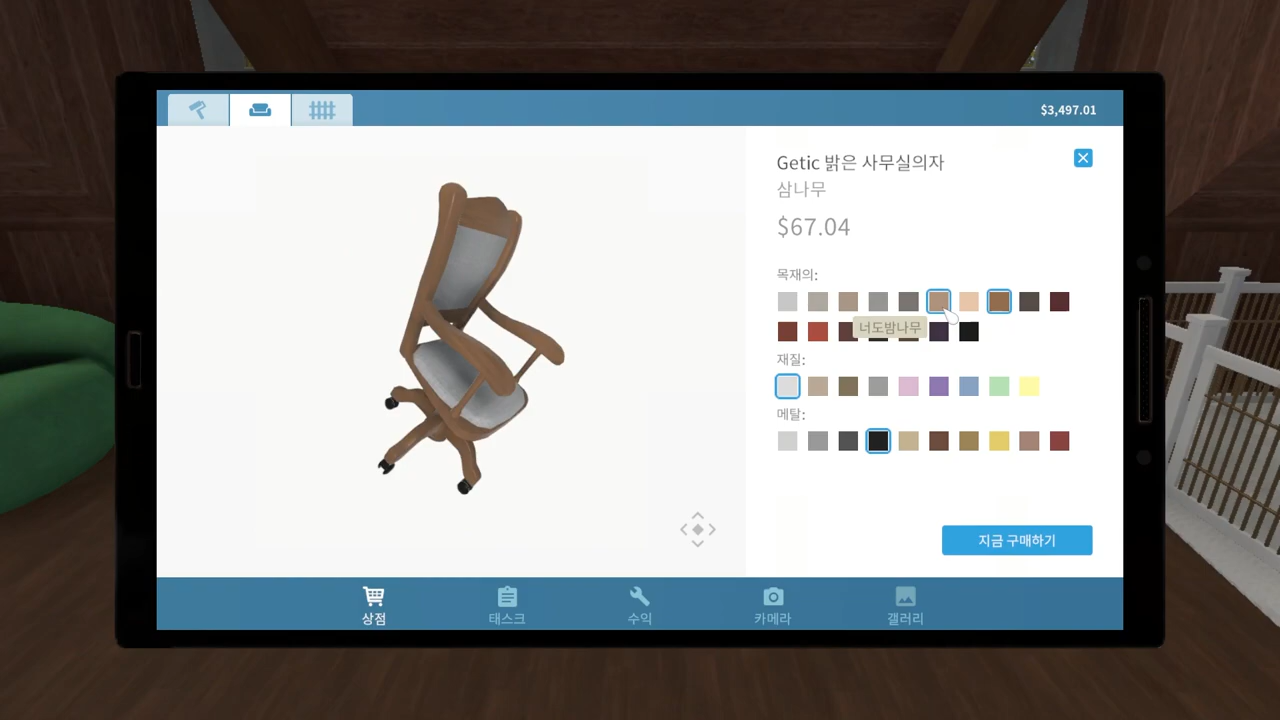 $3,497.01
Getic 밝은 사무실의자
삼나무
$67.04
목재의:
너도밤나무
재질:
메탈:
지금 구매하기
상점
태스크
수익
카메라
갤러리